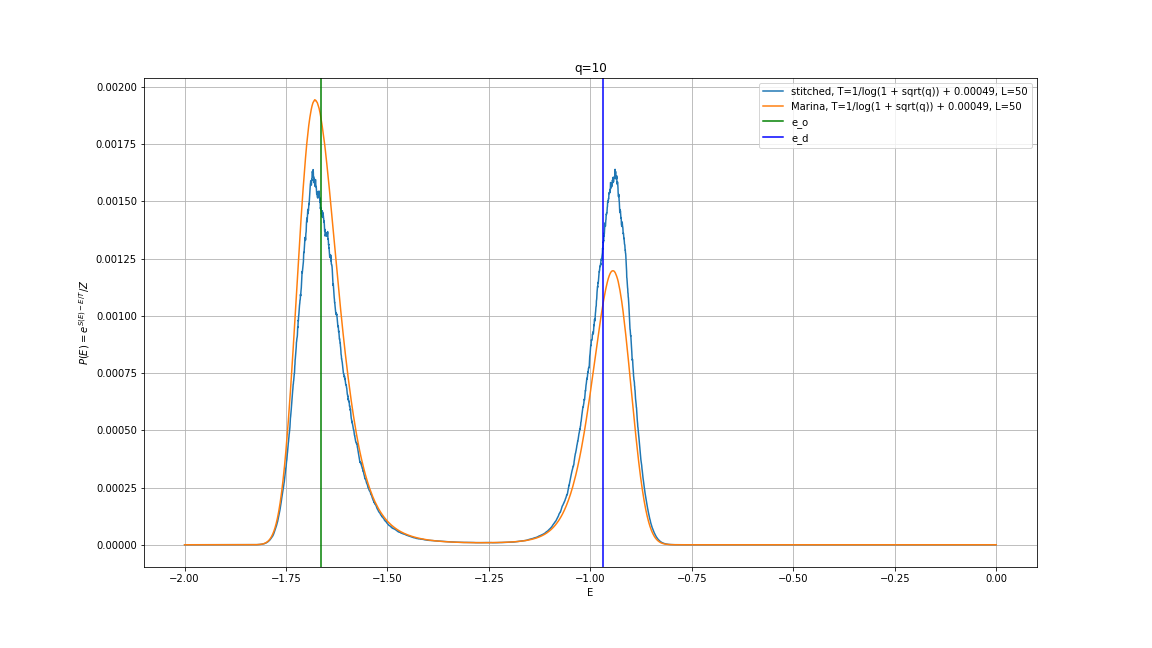 q=10
stitched, T=1/log(1 + sqrt(q)) + 0.00049, L=50
Marina, T=1/log(1 + sqrt(q)) + 0.00049, L=50
e_o
e_d
P(E) = e^{S(E) − E/T}/Z
0.00200
0.00175
0.00150
0.00125
0.00100
0.00075
0.00050
0.00025
0.00000
−2.00 −1.75 −1.50 −1.25 −1.00 −0.75 −0.50 −0.25 0.00
E